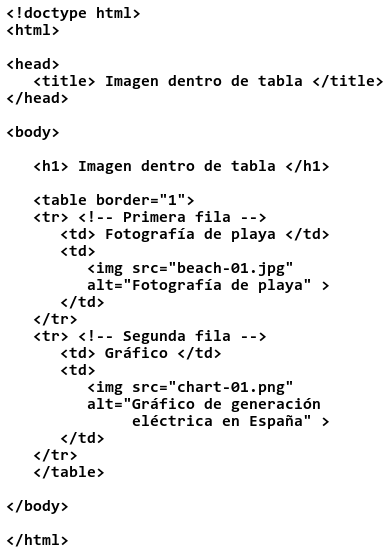 <!doctype html>
<html>
<head>
<title> Imagen dentro de tabla </title>
</head>
<body>
<h1> Imagen dentro de tabla </h1>
<table border="1">
<tr> <!-- Primera fila -->
<td> Fotografía de playa </td>
<td>
<img src="beach-01.jpg"
alt="Fotografía de playa" >
</td>
</tr>
<tr> <!-- Segunda fila -->
<td> Gráfico </td>
<td>
<img src="chart-01.png"
alt="Gráfico de generación
eléctrica en España" >
</td>
</tr>
</table>
</body>
</html>